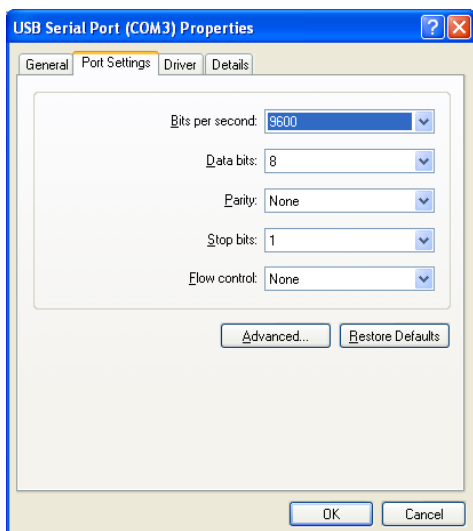 USB Serial Port (COM3) Properties
General Port Settings Driver Details
Bits per second: 9600
Data bits: 8
Parity: None
Stop bits: 1
Flow control: None
Advanced... Restore Defaults
OK Cancel